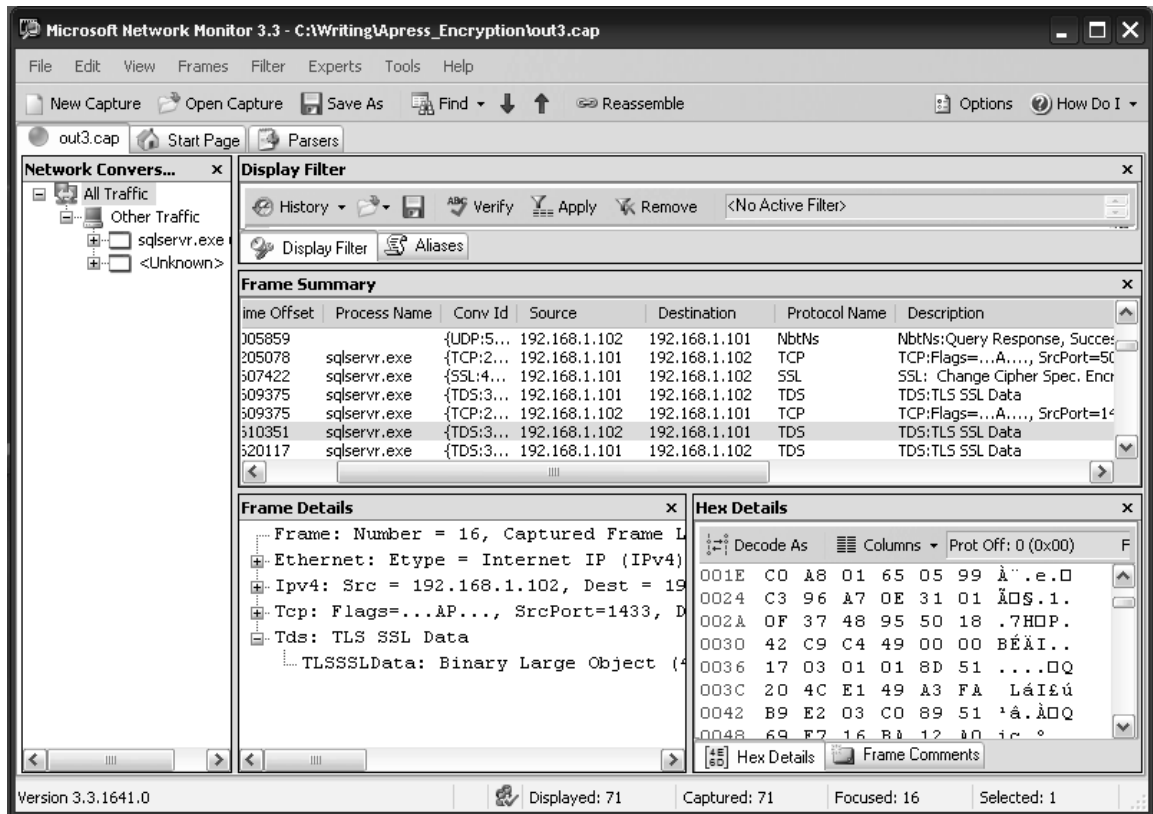 Microsoft Network Monitor 3.3 - C:\Writing\Apress_Encryption\out3.cap
File Edit View Frames Filter Experts Tools Help
New Capture Open Capture Save As Find Reassemble Options How Do I
out3.cap Start Page Parsers
Network Convers...
All Traffic
Other Traffic
sqlservr.exe
<Unknown>
Display Filter
History Verify Apply Remove <No Active Filter>
Display Filter Aliases
Frame Summary
ime Offset Process Name Conv Id Source Destination Protocol Name Description
005859 {UDP:5... 192.168.1.102 192.168.1.101 NbtNs NbtNs:Query Response, Succes
205078 sqlservr.exe {TCP:2... 192.168.1.102 192.168.1.101 TCP TCP:Flags=...A...., SrcPort=50
507422 sqlservr.exe {SSL:4... 192.168.1.101 192.168.1.102 SSL SSL: Change Cipher Spec. Encr
509375 sqlservr.exe {TDS:3... 192.168.1.101 192.168.1.102 TDS TDS:TLS SSL Data
509375 sqlservr.exe {TCP:2... 192.168.1.102 192.168.1.101 TCP TCP:Flags=...A...., SrcPort=14
510351 sqlservr.exe {TDS:3... 192.168.1.102 192.168.1.101 TDS TDS:TLS SSL Data
520117 sqlservr.exe {TDS:3... 192.168.1.101 192.168.1.102 TDS TDS:TLS SSL Data
Frame Details
Frame: Number = 16, Captured Frame L
Ethernet: Etype = Internet IP (IPv4)
Ipv4: Src = 192.168.1.102, Dest = 19
Tcp: Flags=...AP..., SrcPort=1433, D
Tds: TLS SSL Data
TLSSSLData: Binary Large Object (4
Hex Details
Decode As Columns Prot Off: 0 (0x00) F
001E C0 A8 01 65 05 99 À¨.e.□
0024 C3 96 A7 0E 31 01 Ã□§.1.
002A 0F 37 48 95 50 18 .7H□P.
0030 42 C9 C4 49 00 00 BÉÄI..
0036 17 03 01 01 8D 51 ....□Q
003C 20 4C E1 49 A3 FA LáI£ú
0042 B9 E2 03 C0 89 51 ¹â.À□Q
0048 69 E7 16 BA 12 A0 iç.º
Hex Details Frame Comments
Version 3.3.1641.0 Displayed: 71 Captured: 71 Focused: 16 Selected: 1